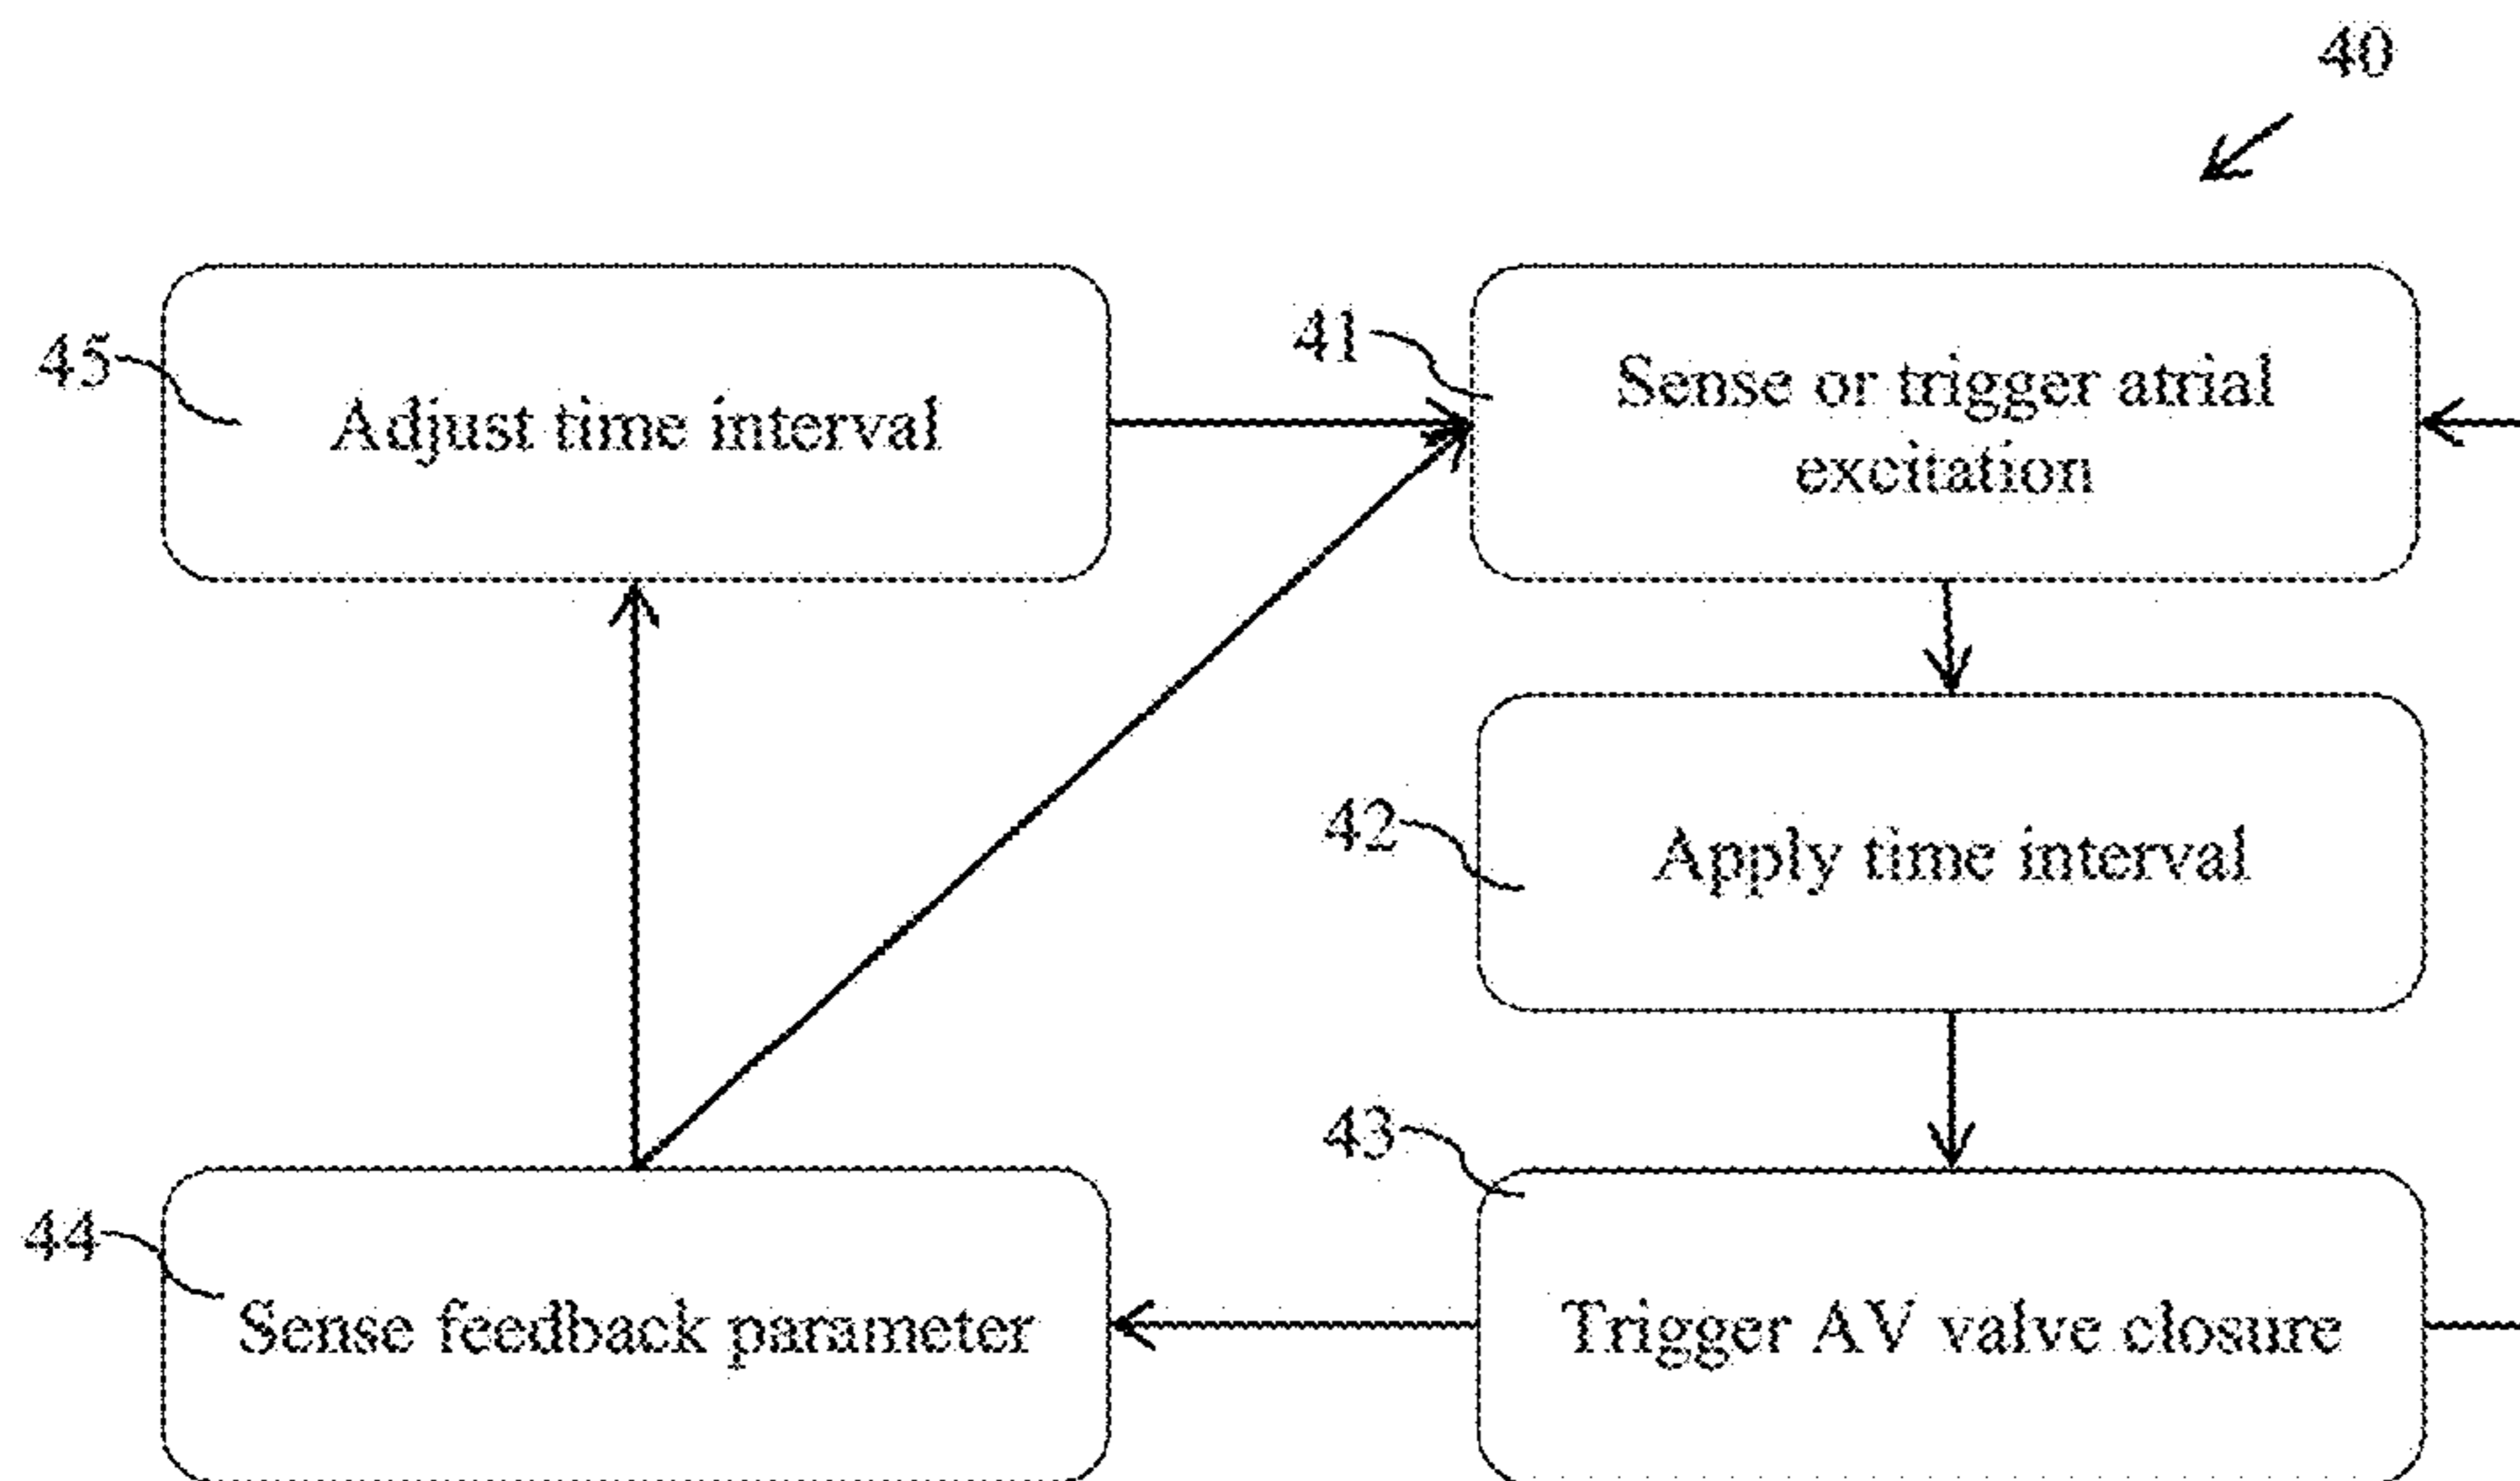 40
45
Adjust time interval
41
Sense or trigger atrial
excitation
42
Apply time interval
43
Trigger AV valve closure
44
Sense feedback parameter